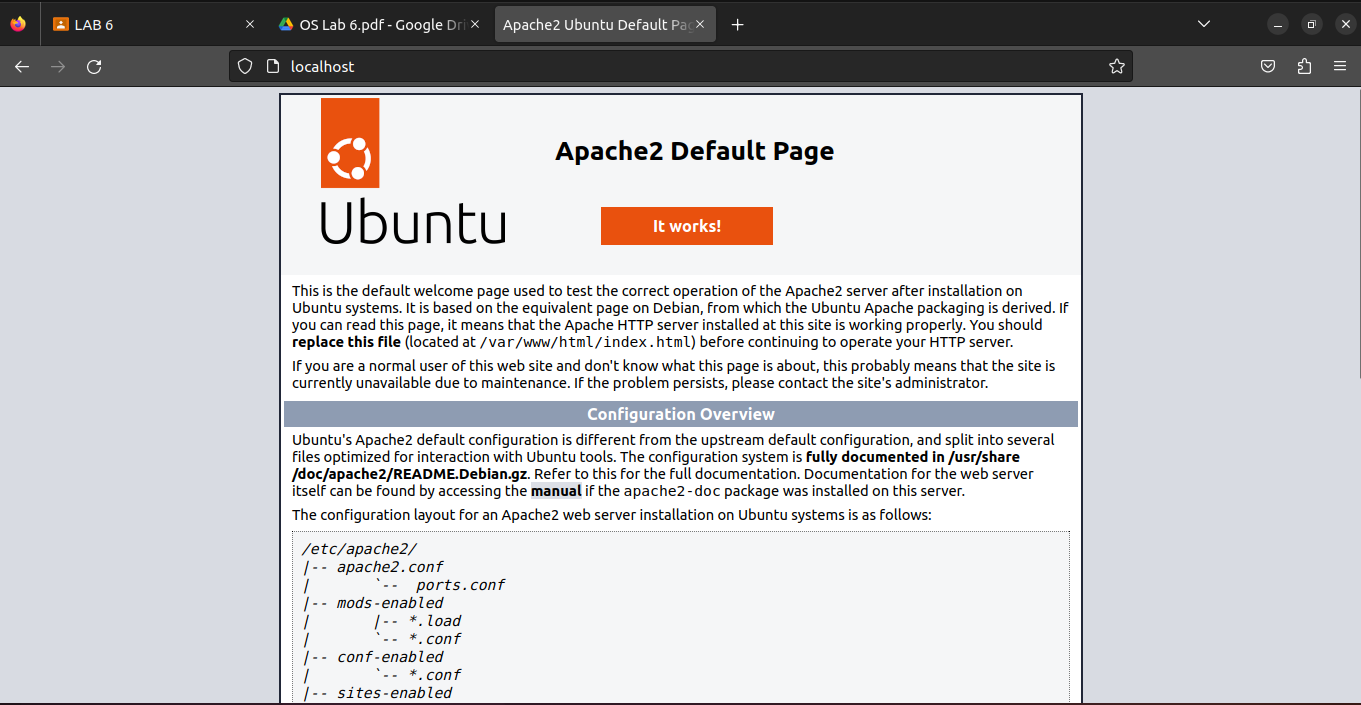 LAB 6
OS Lab 6.pdf - Google Dri
Apache2 Ubuntu Default Pag
localhost
Apache2 Default Page
Ubuntu
It works!
This is the default welcome page used to test the correct operation of the Apache2 server after installation on
Ubuntu systems. It is based on the equivalent page on Debian, from which the Ubuntu Apache packaging is derived. If
you can read this page, it means that the Apache HTTP server installed at this site is working properly. You should
replace this file (located at /var/www/html/index.html) before continuing to operate your HTTP server.
If you are a normal user of this web site and don't know what this page is about, this probably means that the site is
currently unavailable due to maintenance. If the problem persists, please contact the site's administrator.
Configuration Overview
Ubuntu's Apache2 default configuration is different from the upstream default configuration, and split into several
files optimized for interaction with Ubuntu tools. The configuration system is fully documented in /usr/share
/doc/apache2/README.Debian.gz. Refer to this for the full documentation. Documentation for the web server
itself can be found by accessing the manual if the apache2-doc package was installed on this server.
The configuration layout for an Apache2 web server installation on Ubuntu systems is as follows:
/etc/apache2/
|-- apache2.conf
|       `--  ports.conf
|-- mods-enabled
|       |-- *.load
|       `-- *.conf
|-- conf-enabled
|       `-- *.conf
|-- sites-enabled